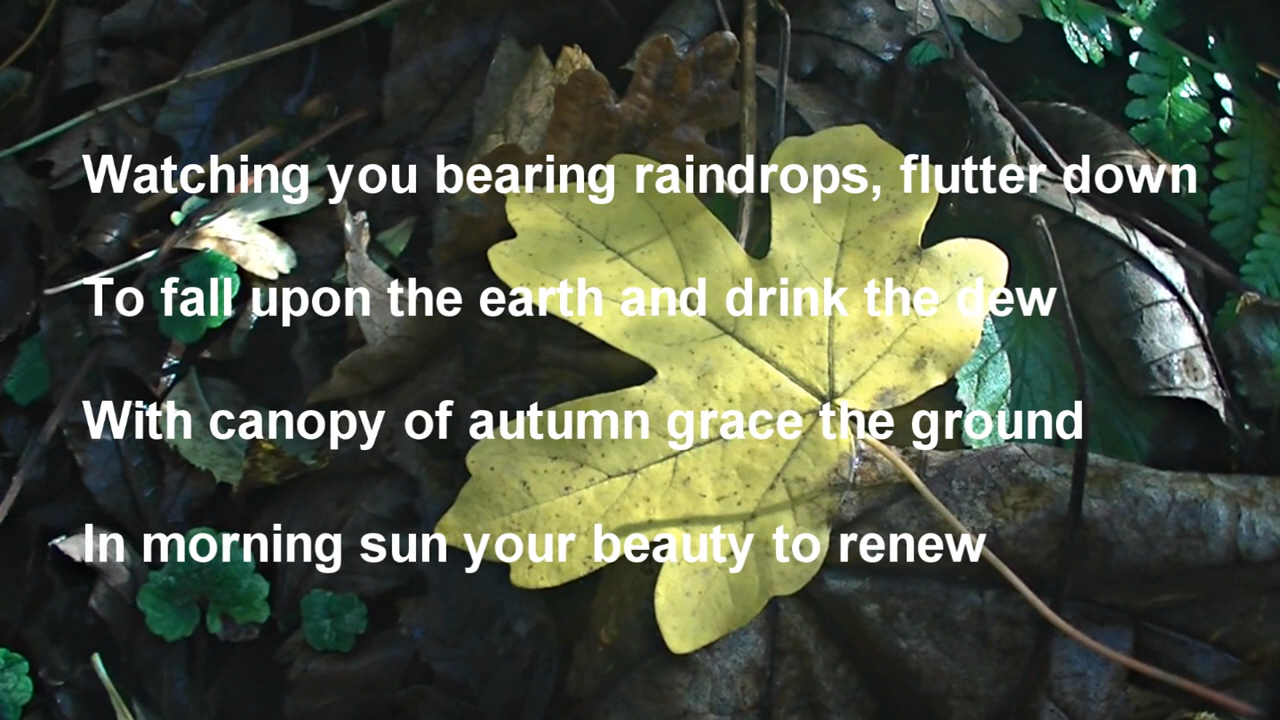 Watching you bearing raindrops, flutter down
To fall upon the earth and drink the dew
With canopy of autumn grace the ground
In morning sun your beauty to renew